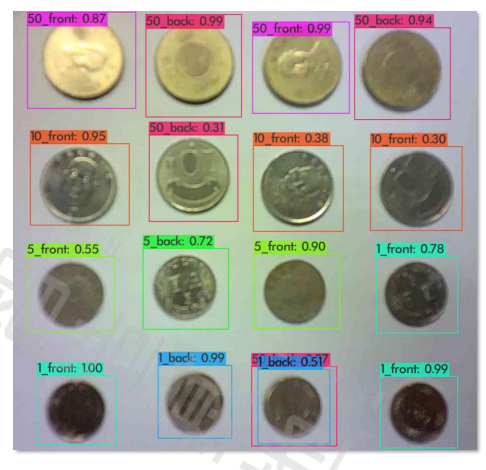 50_front: 0.87
50_back: 0.99
50_front: 0.99
50_back: 0.94
10_front: 0.95
50_back: 0.31
10_front: 0.38
10_front: 0.30
5_front: 0.55
5_back: 0.72
5_front: 0.90
1_front: 0.78
1_front: 1.00
1_back: 0.99
1_back: 0.51
1_front: 0.99